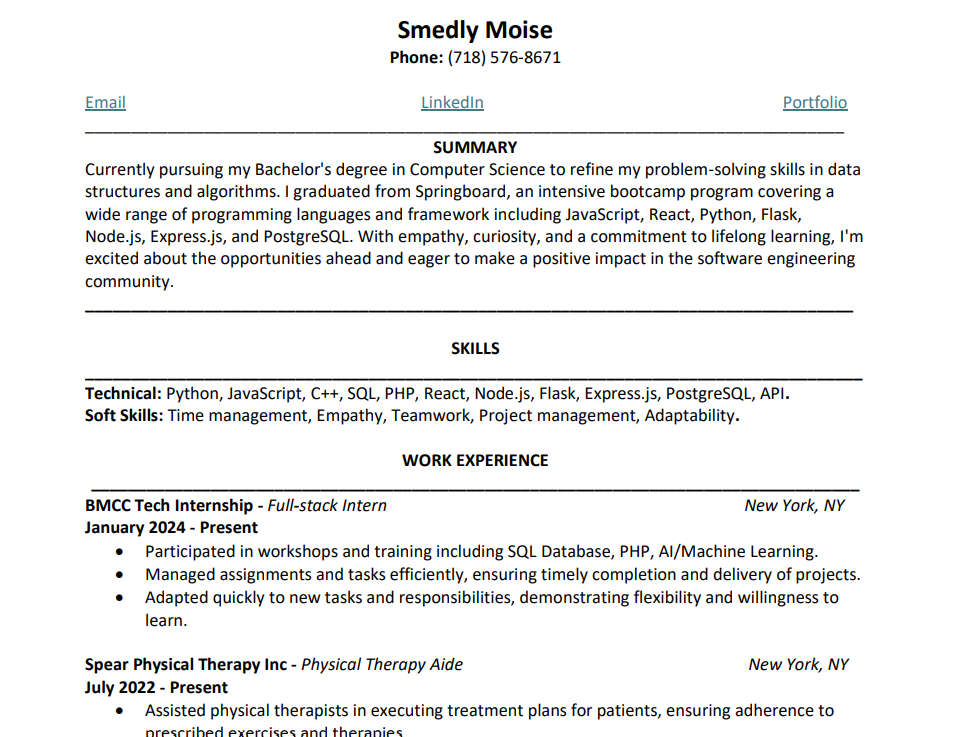 Smedly Moise
Phone: (718) 576-8671
Email LinkedIn Portfolio
SUMMARY
Currently pursuing my Bachelor's degree in Computer Science to refine my problem-solving skills in data
structures and algorithms. I graduated from Springboard, an intensive bootcamp program covering a
wide range of programming languages and framework including JavaScript, React, Python, Flask,
Node.js, Express.js, and PostgreSQL. With empathy, curiosity, and a commitment to lifelong learning, I'm
excited about the opportunities ahead and eager to make a positive impact in the software engineering
community.
SKILLS
Technical: Python, JavaScript, C++, SQL, PHP, React, Node.js, Flask, Express.js, PostgreSQL, API.
Soft Skills: Time management, Empathy, Teamwork, Project management, Adaptability.
WORK EXPERIENCE
BMCC Tech Internship - Full-stack Intern New York, NY
January 2024 - Present
• Participated in workshops and training including SQL Database, PHP, AI/Machine Learning.
• Managed assignments and tasks efficiently, ensuring timely completion and delivery of projects.
• Adapted quickly to new tasks and responsibilities, demonstrating flexibility and willingness to
learn.
Spear Physical Therapy Inc - Physical Therapy Aide New York, NY
July 2022 - Present
• Assisted physical therapists in executing treatment plans for patients, ensuring adherence to
prescribed exercises and therapies